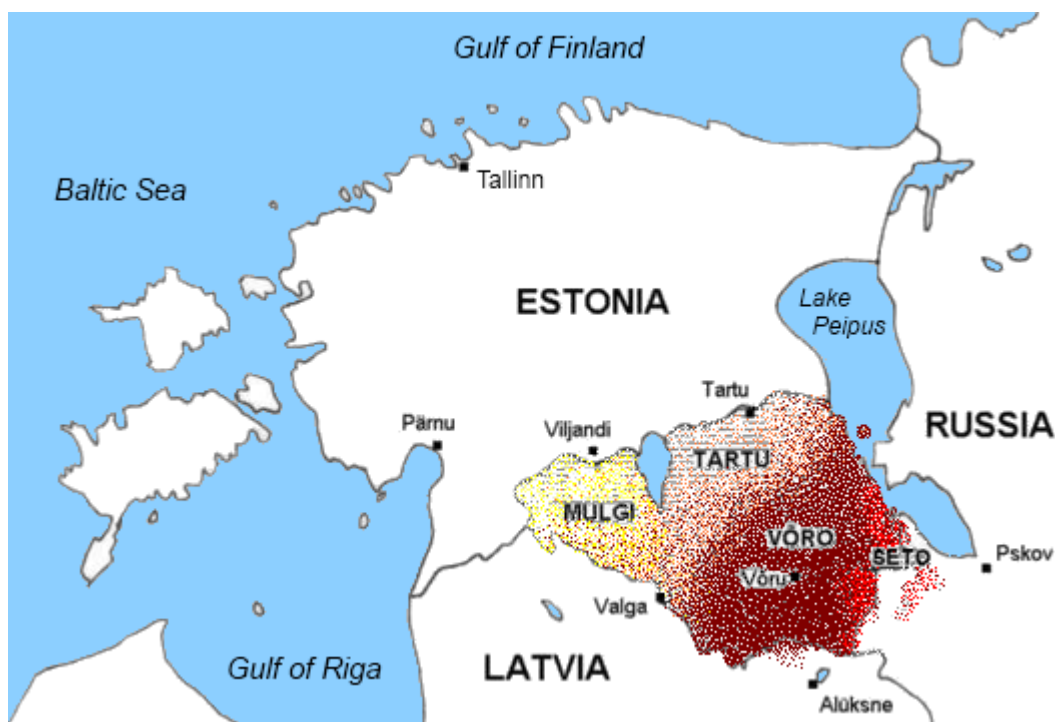 Gulf of Finland
Baltic Sea
Tallinn
ESTONIA
Lake
Peipus
Tartu
Pärnu
Viljandi
RUSSIA
TARTU
MULGI
VÕRO
SETO
Võru
Pskov
Valga
Gulf of Riga
LATVIA
Alūksne